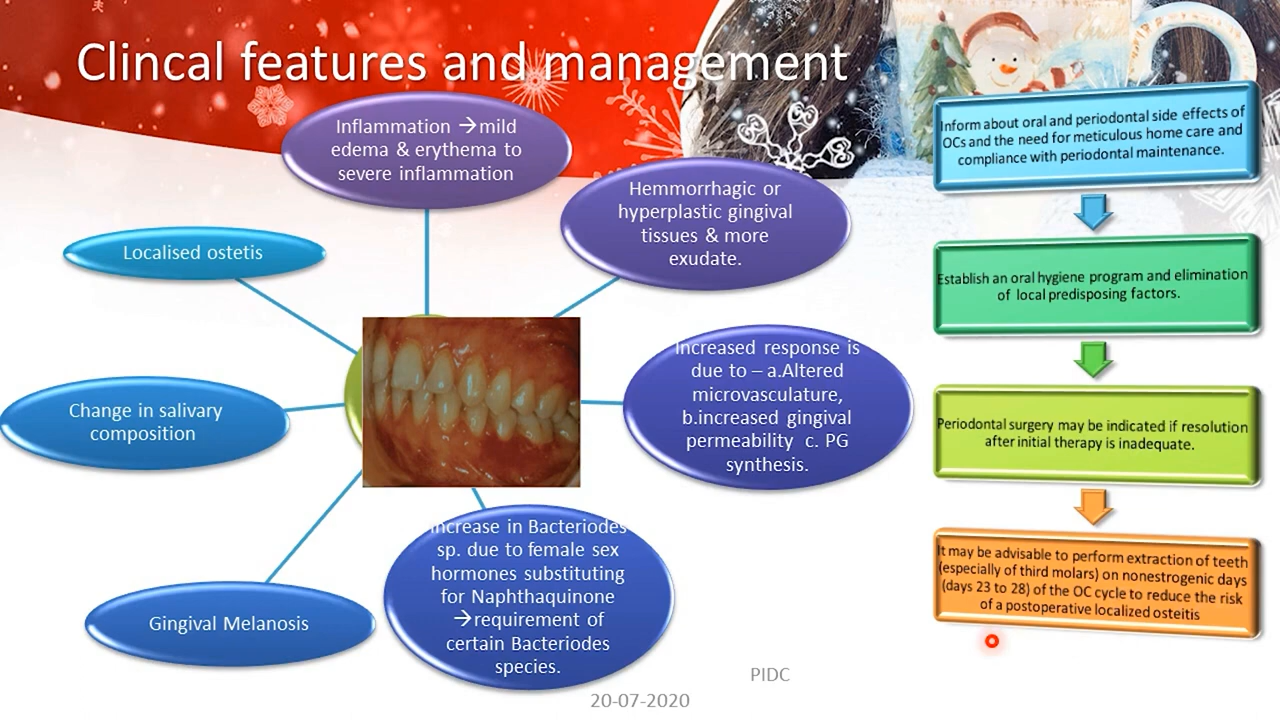 Clincal features and management
Inflammation →mild
edema & erythema to
severe inflammation
Hemmorrhagic or
hyperplastic gingival
tissues & more
exudate.
Increased response is
due to – a.Altered
microvasculature,
b.increased gingival
permeability c. PG
synthesis.
Increase in Bacteriodes
sp. due to female sex
hormones substituting
for Naphthaquinone
→requirement of
certain Bacteriodes
species.
Gingival Melanosis
Change in salivary
composition
Localised ostetis
Inform about oral and periodontal side effects of
OCs and the need for meticulous home care and
compliance with periodontal maintenance.
Establish an oral hygiene program and elimination
of local predisposing factors.
Periodontal surgery may be indicated if resolution
after initial therapy is inadequate.
It may be advisable to perform extraction of teeth
(especially of third molars) on nonestrogenic days
(days 23 to 28) of the OC cycle to reduce the risk
of a postoperative localized osteitis
PIDC
20-07-2020